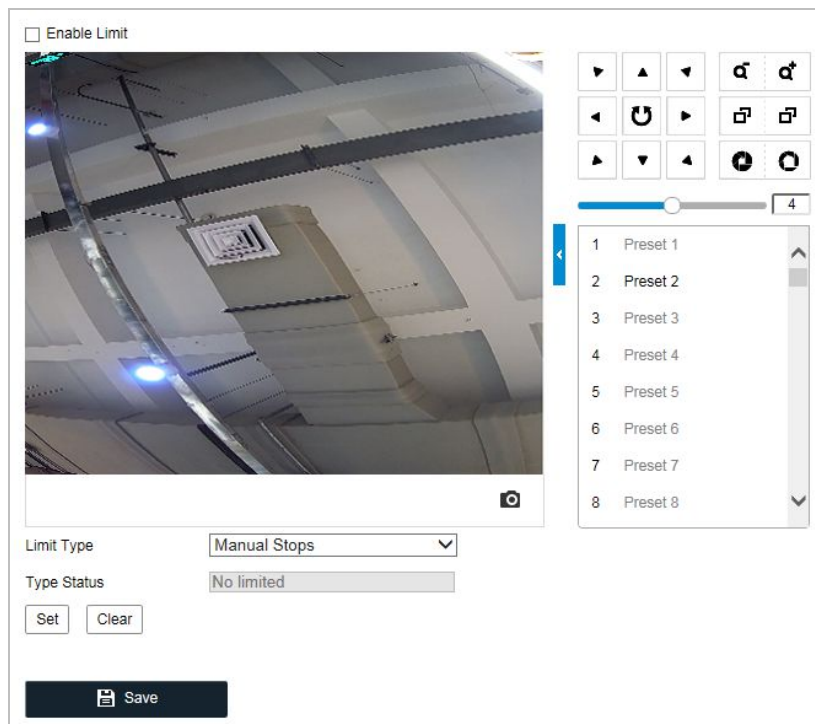 Enable Limit
4
1 Preset 1
2 Preset 2
3 Preset 3
4 Preset 4
5 Preset 5
6 Preset 6
7 Preset 7
8 Preset 8
Limit Type Manual Stops
Type Status No limited
Set Clear
Save